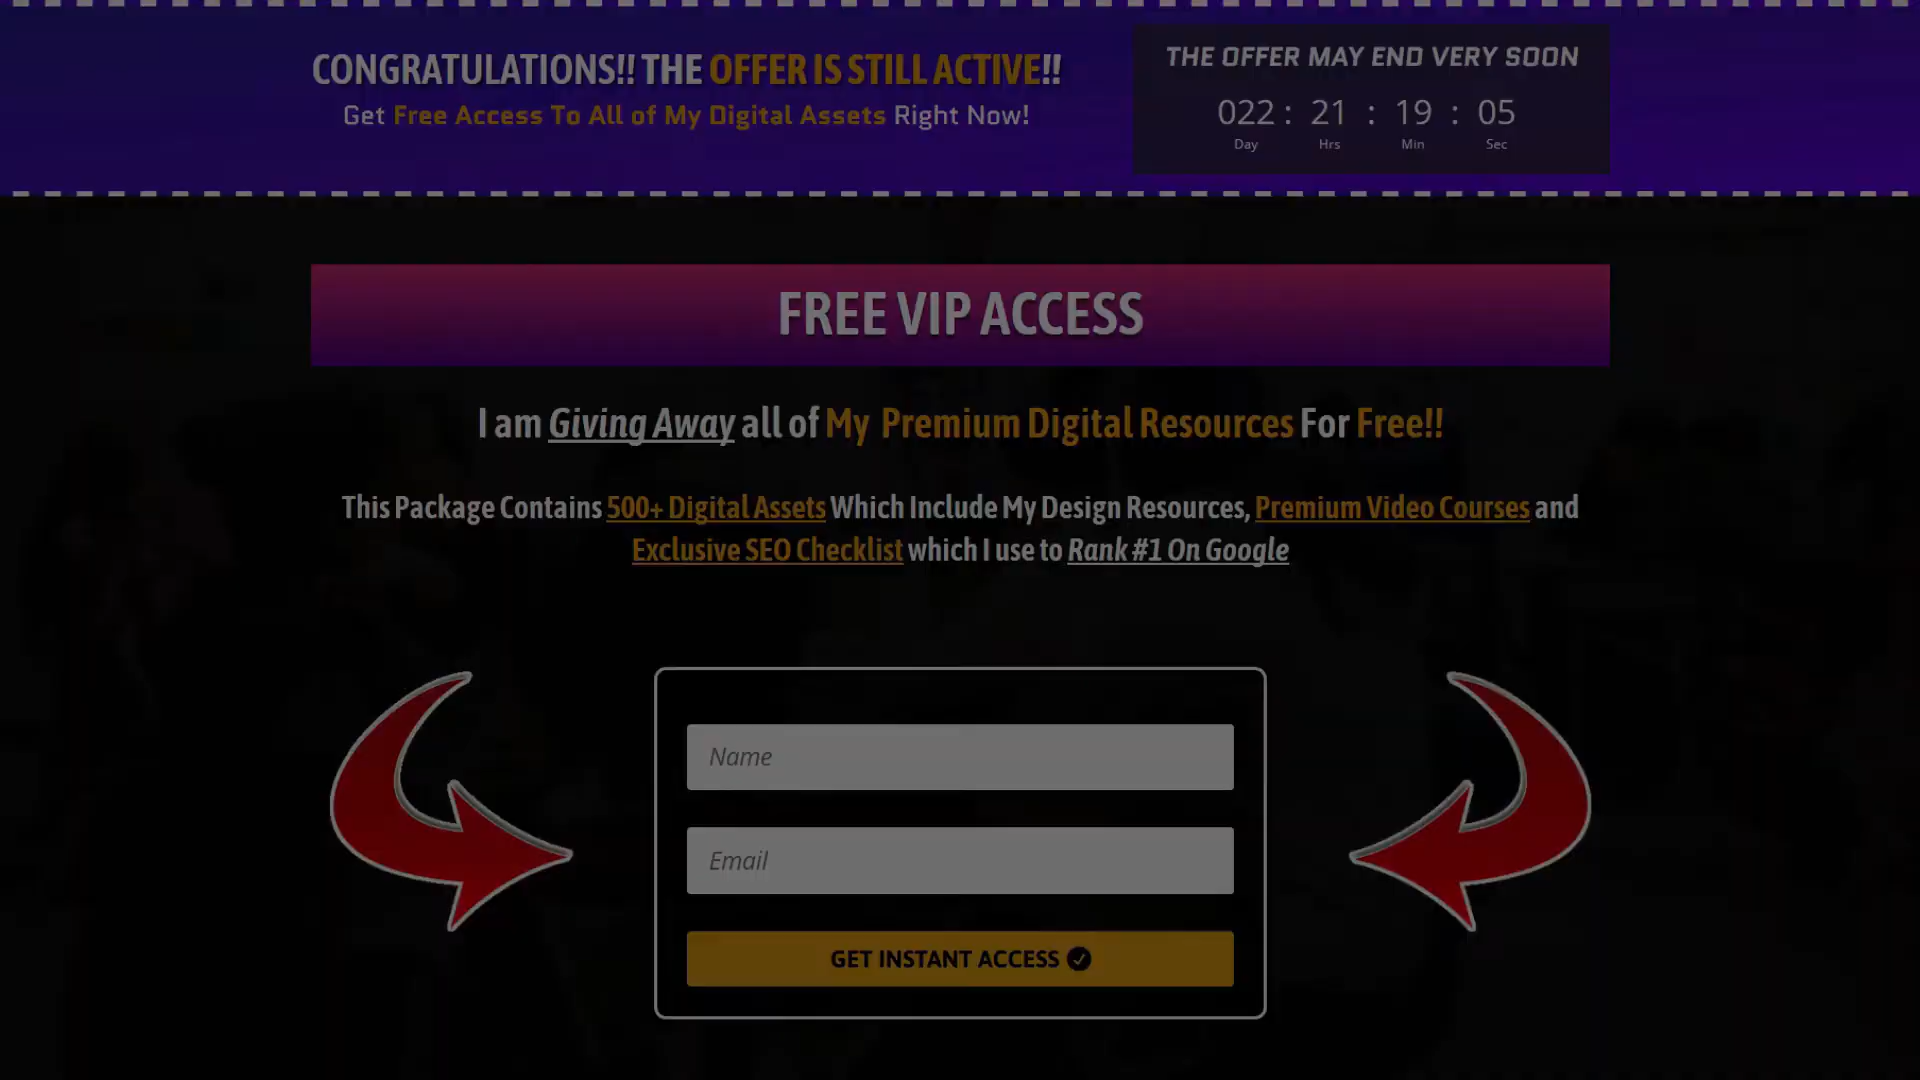 CONGRATULATIONS!! THE OFFER IS STILL ACTIVE!!
Get Free Access To All of My Digital Assets Right Now!
THE OFFER MAY END VERY SOON
022 : 21 : 19 : 05
Day Hrs Min Sec
FREE VIP ACCESS
I am Giving Away all of My Premium Digital Resources For Free!!
This Package Contains 500+ Digital Assets Which Include My Design Resources, Premium Video Courses and
Exclusive SEO Checklist which I use to Rank #1 On Google
Name
Email
GET INSTANT ACCESS